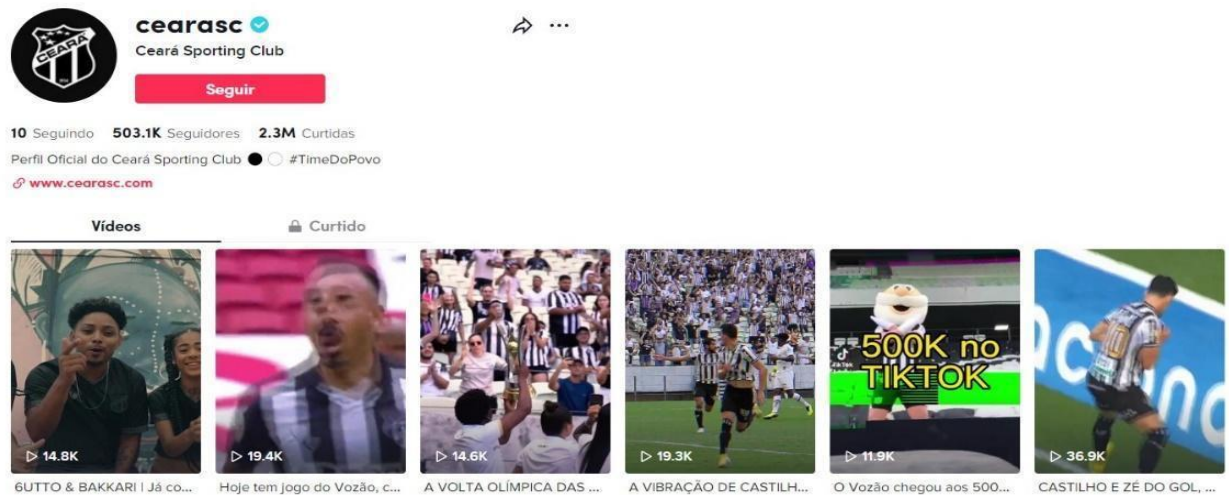 cearasc
Ceará Sporting Club
CEARÁ
Seguir
10 Seguindo 503.1K Seguidores 2.3M Curtidas
Perfil Oficial do Ceará Sporting Club #TimeDoPovo
www.cearasc.com
Vídeos Curtido
500K no
TIKTOK
TikTok
14.8K 19.4K 14.6K 19.3K 11.9K 36.9K
6UTTO & BAKKARI | Já co... Hoje tem jogo do Vozão, c... A VOLTA OLÍMPICA DAS ... A VIBRAÇÃO DE CASTILH... O Vozão chegou aos 500... CASTILHO E ZÉ DO GOL, ...